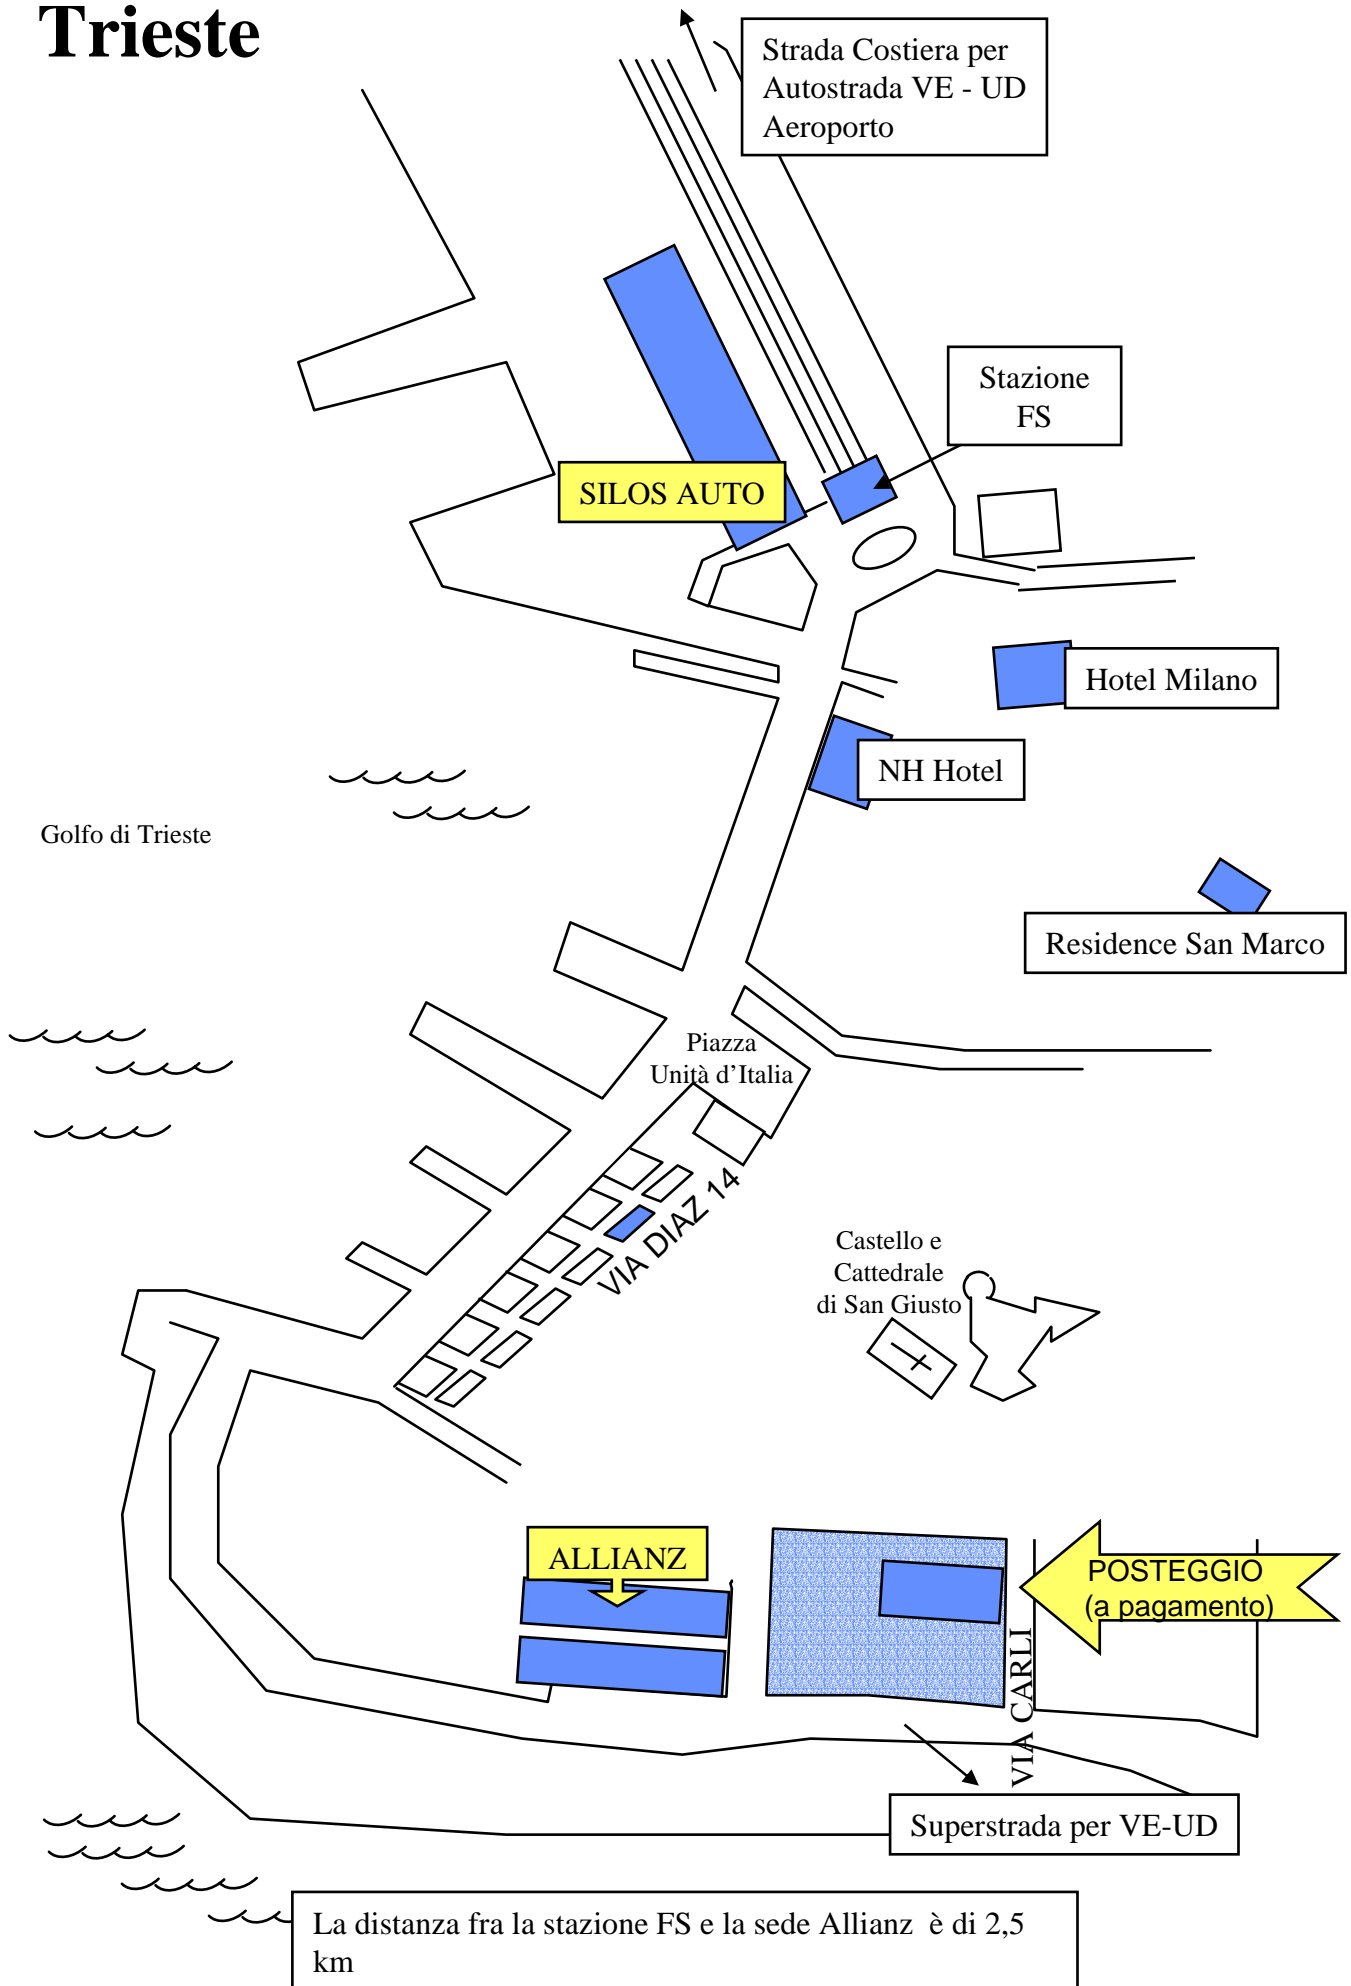 Trieste
Strada Costiera per
Autostrada VE - UD
Aeroporto
Stazione
FS
SILOS AUTO
Hotel Milano
NH Hotel
Golfo di Trieste
Residence San Marco
Piazza
Unità d’Italia
VIA DIAZ 14
Castello e
Cattedrale
di San Giusto
ALLIANZ
POSTEGGIO
(a pagamento)
VIA CARLI
Superstrada per VE-UD
La distanza fra la stazione FS e la sede Allianz  è di 2,5
km